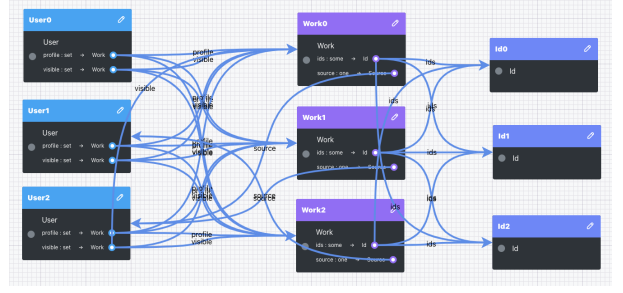 User0
User
profile : set → Work
visible : set → Work
User1
User
profile : set → Work
visible : set → Work
User2
User
profile : set → Work
visible : set → Work
Work0
Work
ids : some → Id
source : one → Source
Work1
Work
ids : some → Id
source : one → Source
Work2
Work
ids : some → Id
source : one → Source
Id0
Id
Id1
Id
Id2
Id
profile
visible
visible
profile
visible
profile
visible
source
profile
visible
source
profile
visible
ids
ids
ids
ids
ids
ids
ids